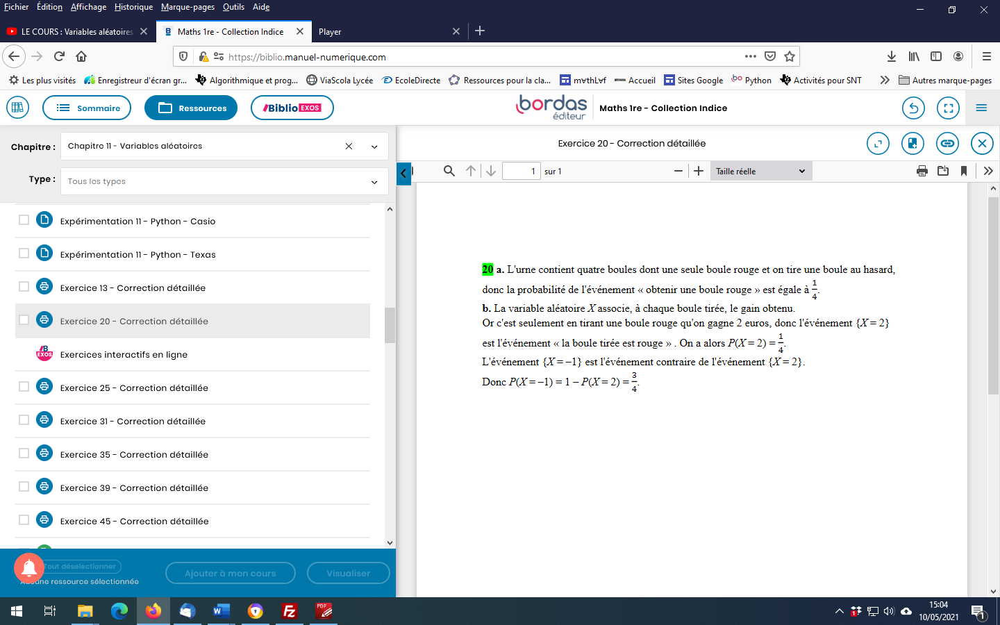 Fichier Édition Affichage Historique Marque-pages Outils Aide
LE COURS : Variables aléatoires
Maths 1re - Collection Indice
Player
https://biblio.manuel-numerique.com
Les plus visités Enregistreur d'écran gr... Algorithmique et prog... ViaScola Lycée EcoleDirecte Ressources pour la cla... m∀thL∀f Accueil Sites Google Python Activités pour SNT Autres marque-pages
Sommaire Ressources /Biblio EXOS bordas éditeur Maths 1re - Collection Indice
Chapitre : Chapitre 11 - Variables aléatoires
Type : Tous les types
Expérimentation 11 - Python - Casio
Expérimentation 11 - Python - Texas
Exercice 13 - Correction détaillée
Exercice 20 - Correction détaillée
Exercices interactifs en ligne
Exercice 25 - Correction détaillée
Exercice 31 - Correction détaillée
Exercice 35 - Correction détaillée
Exercice 39 - Correction détaillée
Exercice 45 - Correction détaillée
Tout déselectionner
Aucune ressource sélectionnée
Ajouter à mon cours
Visualiser
Exercice 20 - Correction détaillée
1 sur 1 Taille réelle
20 a. L'urne contient quatre boules dont une seule boule rouge et on tire une boule au hasard,
donc la probabilité de l'événement « obtenir une boule rouge » est égale à 1/4.
b. La variable aléatoire X associe, à chaque boule tirée, le gain obtenu.
Or c'est seulement en tirant une boule rouge qu'on gagne 2 euros, donc l'événement {X = 2}
est l'événement « la boule tirée est rouge » . On a alors P(X = 2) = 1/4.
L'événement {X = −1} est l'événement contraire de l'événement {X = 2}.
Donc P(X = −1) = 1 − P(X = 2) = 3/4.
15:04
10/05/2021